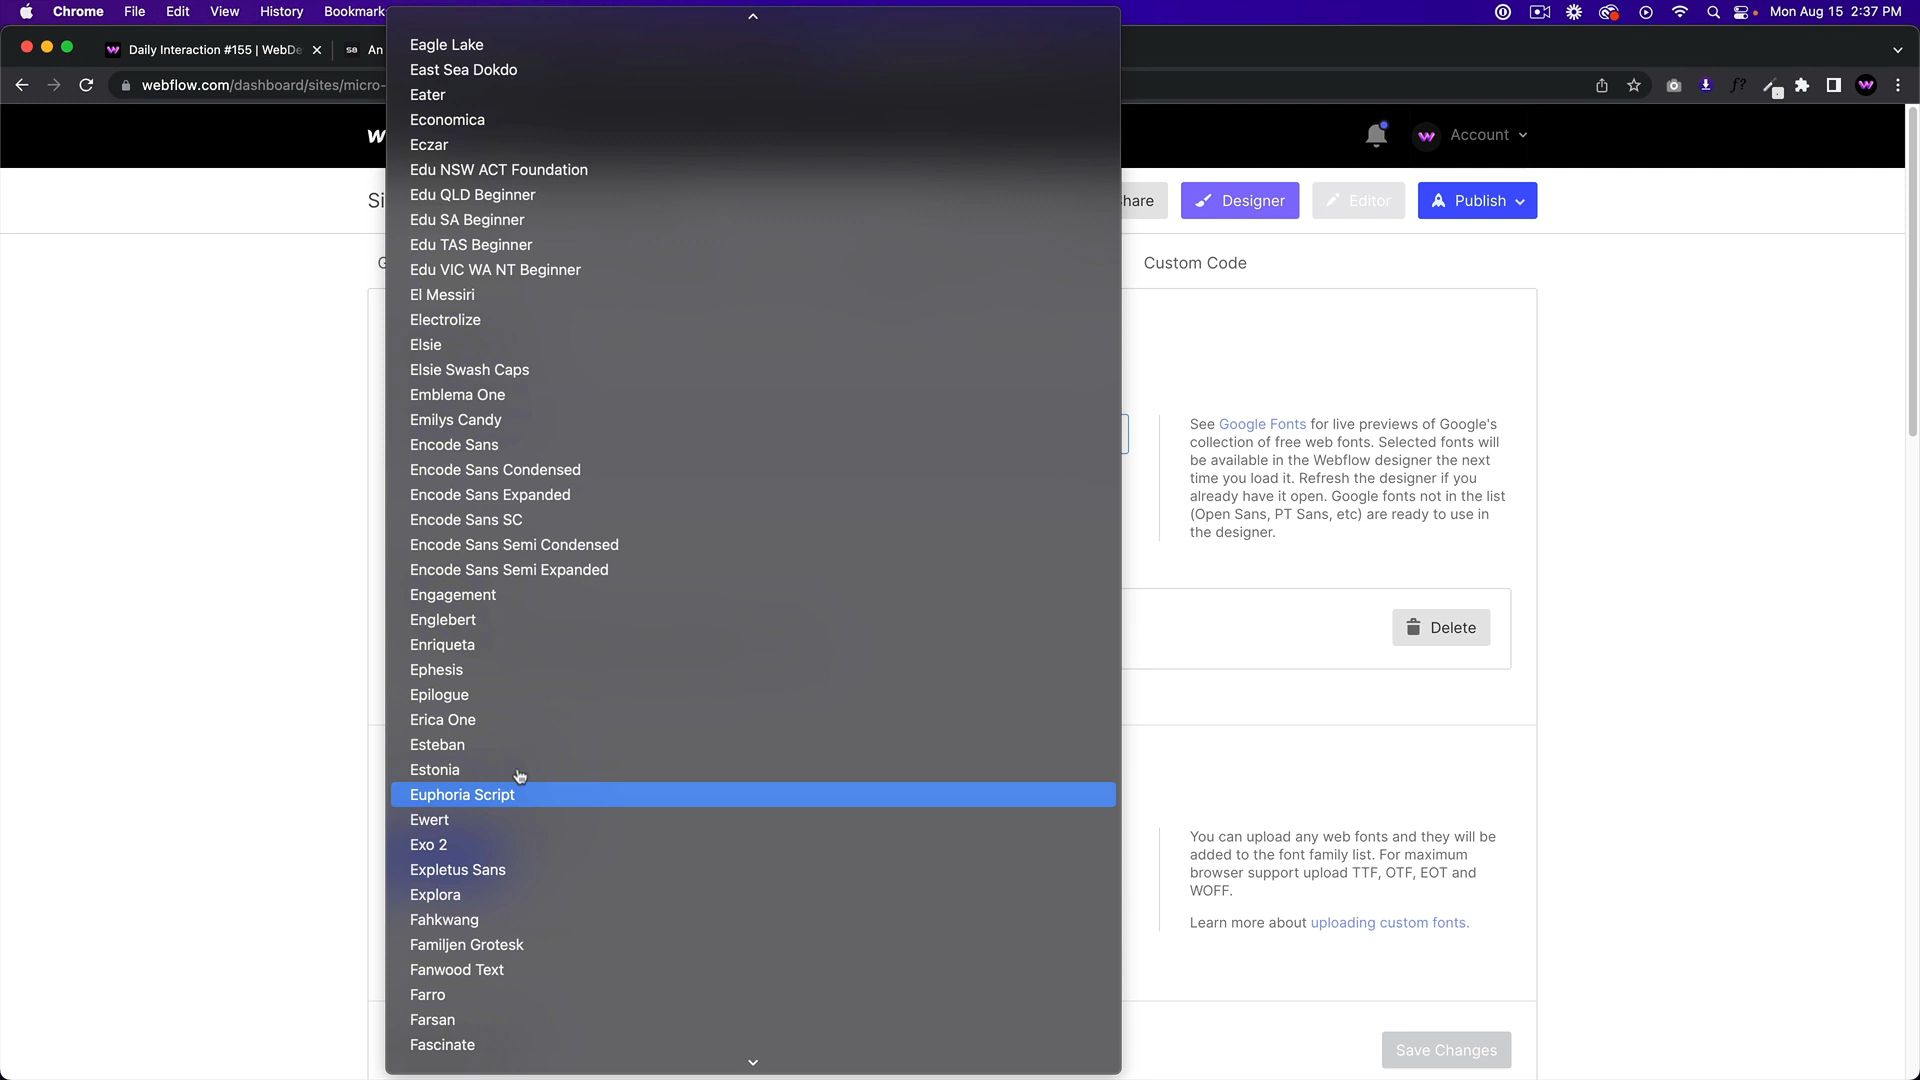 Chrome File Edit View History Bookmark
Mon Aug 15 2:37 PM
Daily Interaction #155 | WebDe
SB An
webflow.com/dashboard/sites/micro-
Account
Share
Designer
Editor
Publish
Custom Code
Eagle Lake
East Sea Dokdo
Eater
Economica
Eczar
Edu NSW ACT Foundation
Edu QLD Beginner
Edu SA Beginner
Edu TAS Beginner
Edu VIC WA NT Beginner
El Messiri
Electrolize
Elsie
Elsie Swash Caps
Emblema One
Emilys Candy
Encode Sans
Encode Sans Condensed
Encode Sans Expanded
Encode Sans SC
Encode Sans Semi Condensed
Encode Sans Semi Expanded
Engagement
Englebert
Enriqueta
Ephesis
Epilogue
Erica One
Esteban
Estonia
Euphoria Script
Ewert
Exo 2
Expletus Sans
Explora
Fahkwang
Familjen Grotesk
Fanwood Text
Farro
Farsan
Fascinate
See Google Fonts for live previews of Google's
collection of free web fonts. Selected fonts will
be available in the Webflow designer the next
time you load it. Refresh the designer if you
already have it open. Google fonts not in the list
(Open Sans, PT Sans, etc) are ready to use in
the designer.
Delete
You can upload any web fonts and they will be
added to the font family list. For maximum
browser support upload TTF, OTF, EOT and
WOFF.
Learn more about uploading custom fonts.
Save Changes